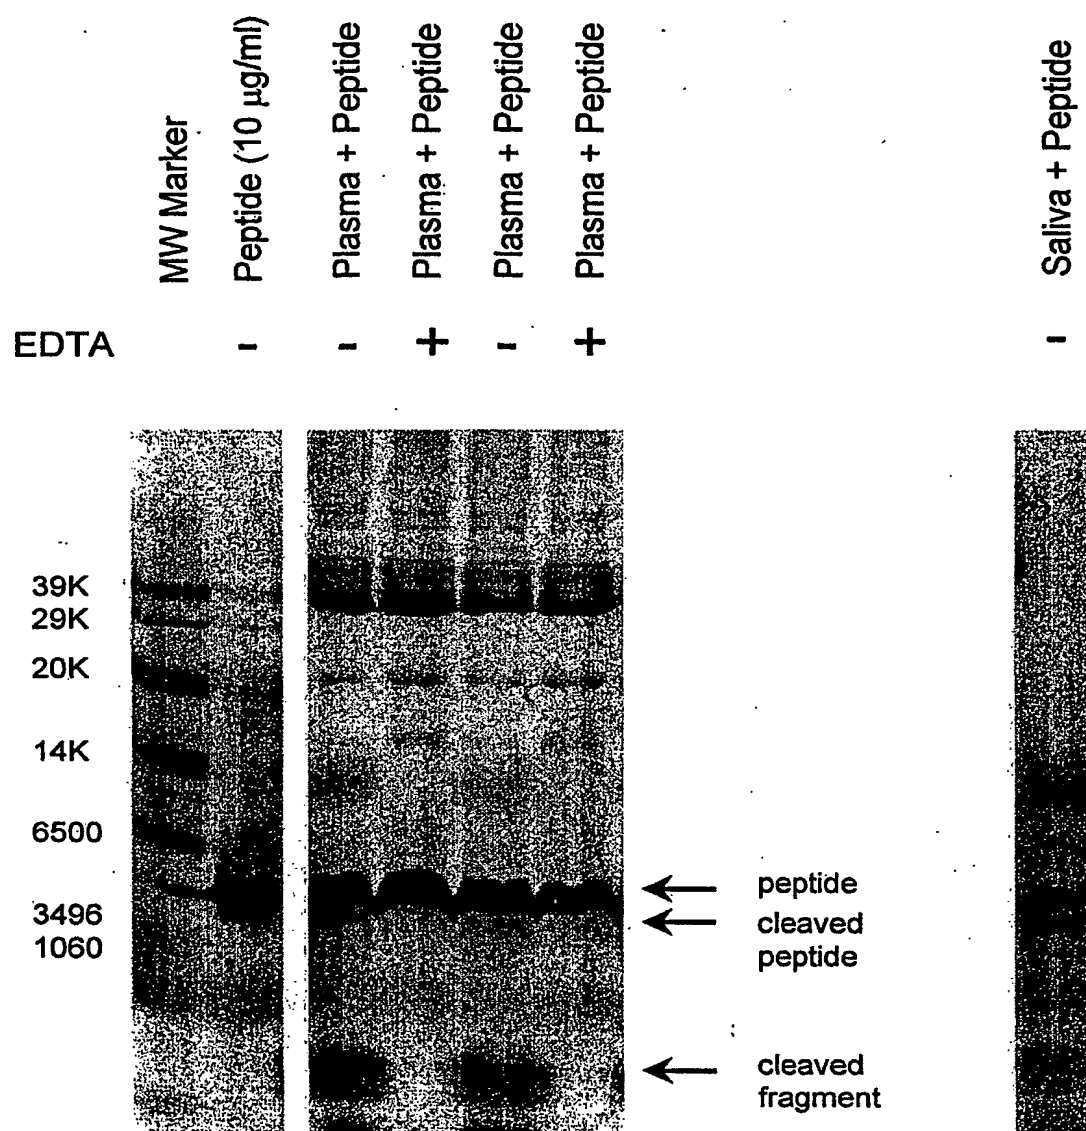 MW Marker
Peptide (10 µg/ml)
Plasma + Peptide
Plasma + Peptide
Plasma + Peptide
Plasma + Peptide
Saliva + Peptide
EDTA - - + - + -
39K
29K
20K
14K
6500
3496
1060
peptide
cleaved
peptide
cleaved
fragment